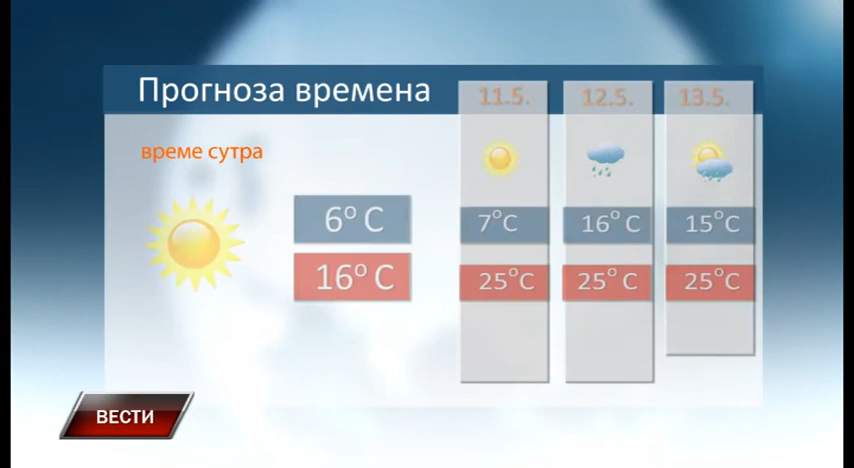 Прогноза времена
11.5. 12.5. 13.5.
време сутра
6°C 7°C 16°C 15°C
16°C 25°C 25°C 25°C
ВЕСТИ